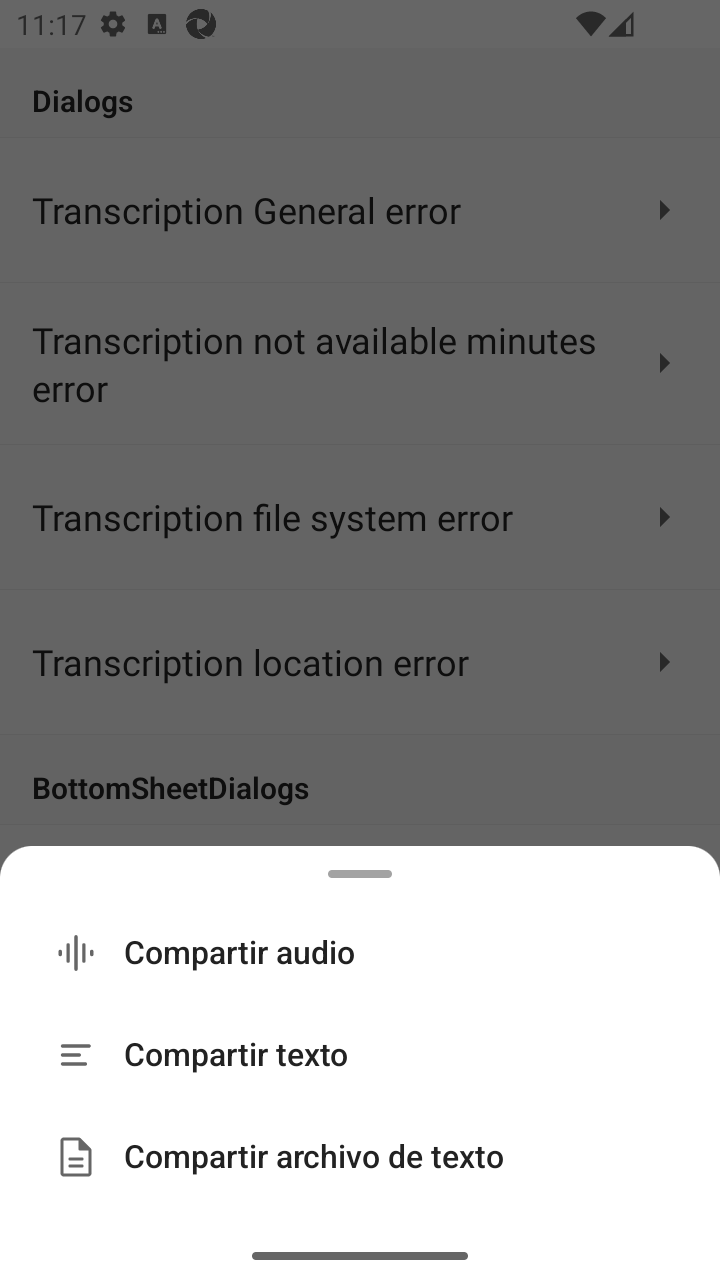 11:17
Dialogs
Transcription General error
Transcription not available minutes
error
Transcription file system error
Transcription location error
BottomSheetDialogs
Compartir audio
Compartir texto
Compartir archivo de texto